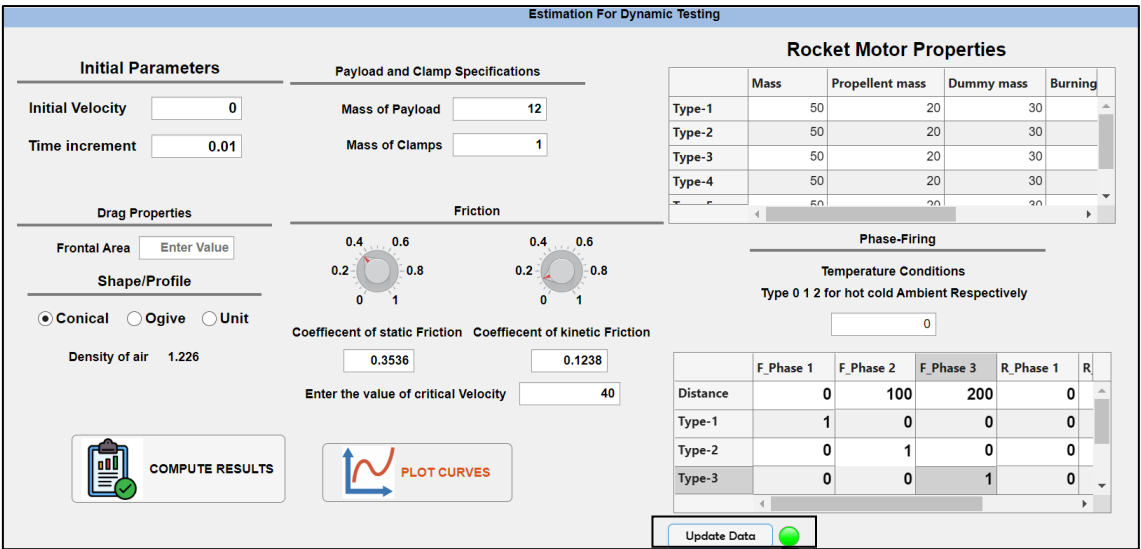 Estimation For Dynamic Testing
Initial Parameters
Initial Velocity 0
Time increment 0.01
Payload and Clamp Specifications
Mass of Payload 12
Mass of Clamps 1
Rocket Motor Properties
Mass Propellent mass Dummy mass Burning
Type-1 50 20 30
Type-2 50 20 30
Type-3 50 20 30
Type-4 50 20 30
Drag Properties
Frontal Area Enter Value
Shape/Profile
Conical Ogive Unit
Density of air 1.226
Friction
0.4 0.6
0.2 0.8
0 1
0.4 0.6
0.2 0.8
0 1
Coeffiecent of static Friction Coeffiecent of kinetic Friction
0.3536 0.1238
Enter the value of critical Velocity 40
Phase-Firing
Temperature Conditions
Type 0 1 2 for hot cold Ambient Respectively
0
F_Phase 1 F_Phase 2 F_Phase 3 R_Phase 1
Distance 0 100 200 0
Type-1 1 0 0 0
Type-2 0 1 0 0
Type-3 0 0 1 0
COMPUTE RESULTS
PLOT CURVES
Update Data